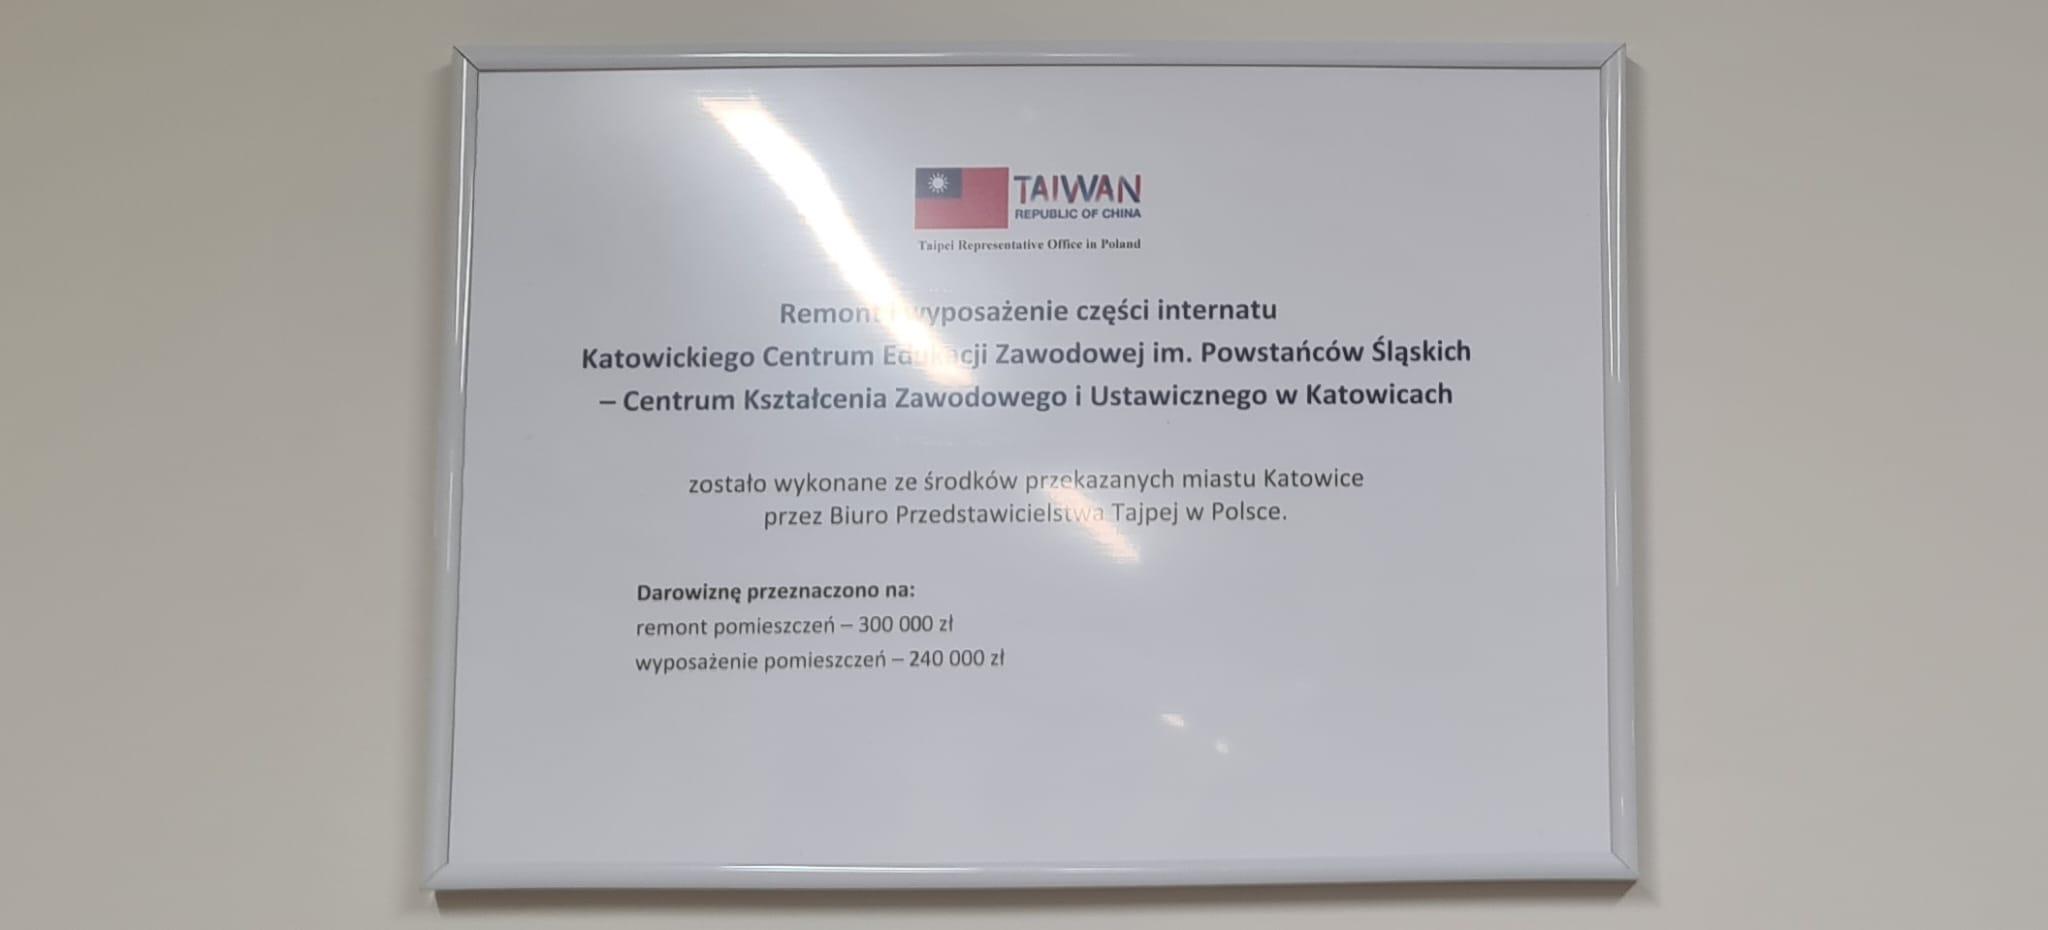 TAIWAN
REPUBLIC OF CHINA
Taipei Representative Office in Poland
Remont i wyposażenie części internatu
Katowickiego Centrum Edukacji Zawodowej im. Powstańców Śląskich
– Centrum Kształcenia Zawodowego i Ustawicznego w Katowicach
zostało wykonane ze środków przekazanych miastu Katowice
przez Biuro Przedstawicielstwa Tajpej w Polsce.
Darowiznę przeznaczono na:
remont pomieszczeń – 300 000 zł
wyposażenie pomieszczeń – 240 000 zł